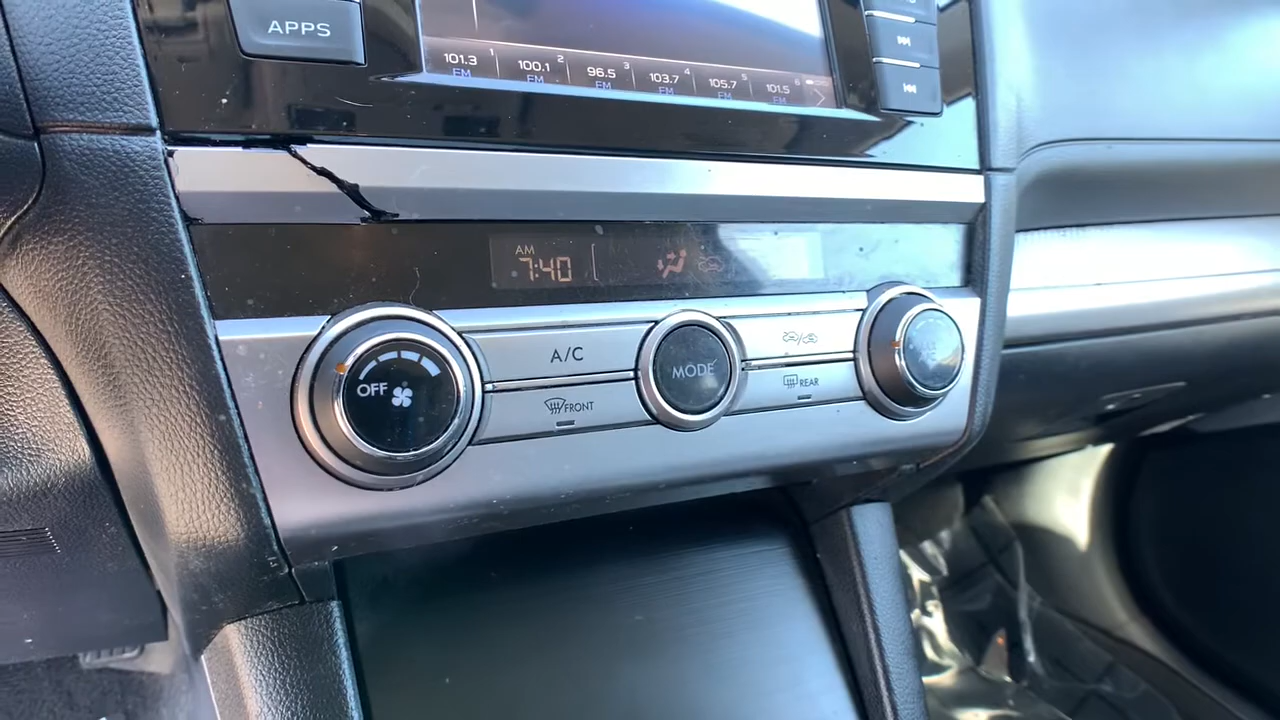 APPS
101.3 1 100.1 2 96.5 3 103.7 4 105.7 5 101.5 6
FM FM FM FM FM FM
AM
7:40
OFF
A/C
FRONT
MODE
REAR